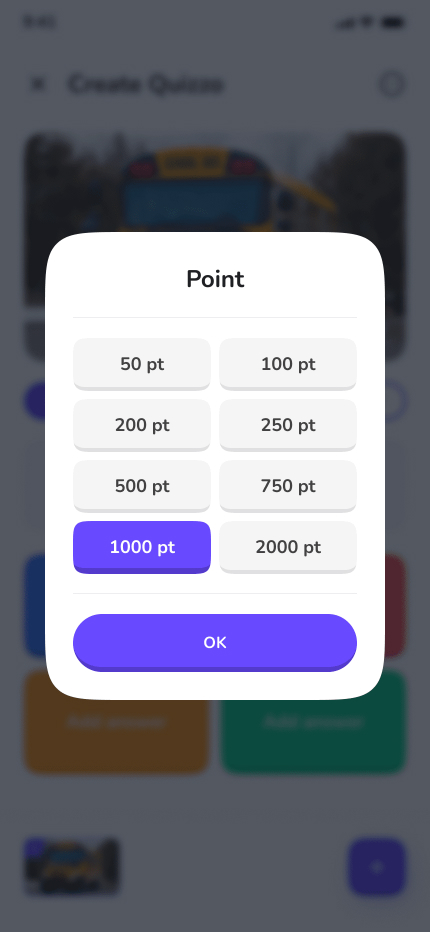 9:41
Create Quizzo
Point
50 pt
100 pt
200 pt
250 pt
500 pt
750 pt
1000 pt
2000 pt
OK
Add answer
Add answer